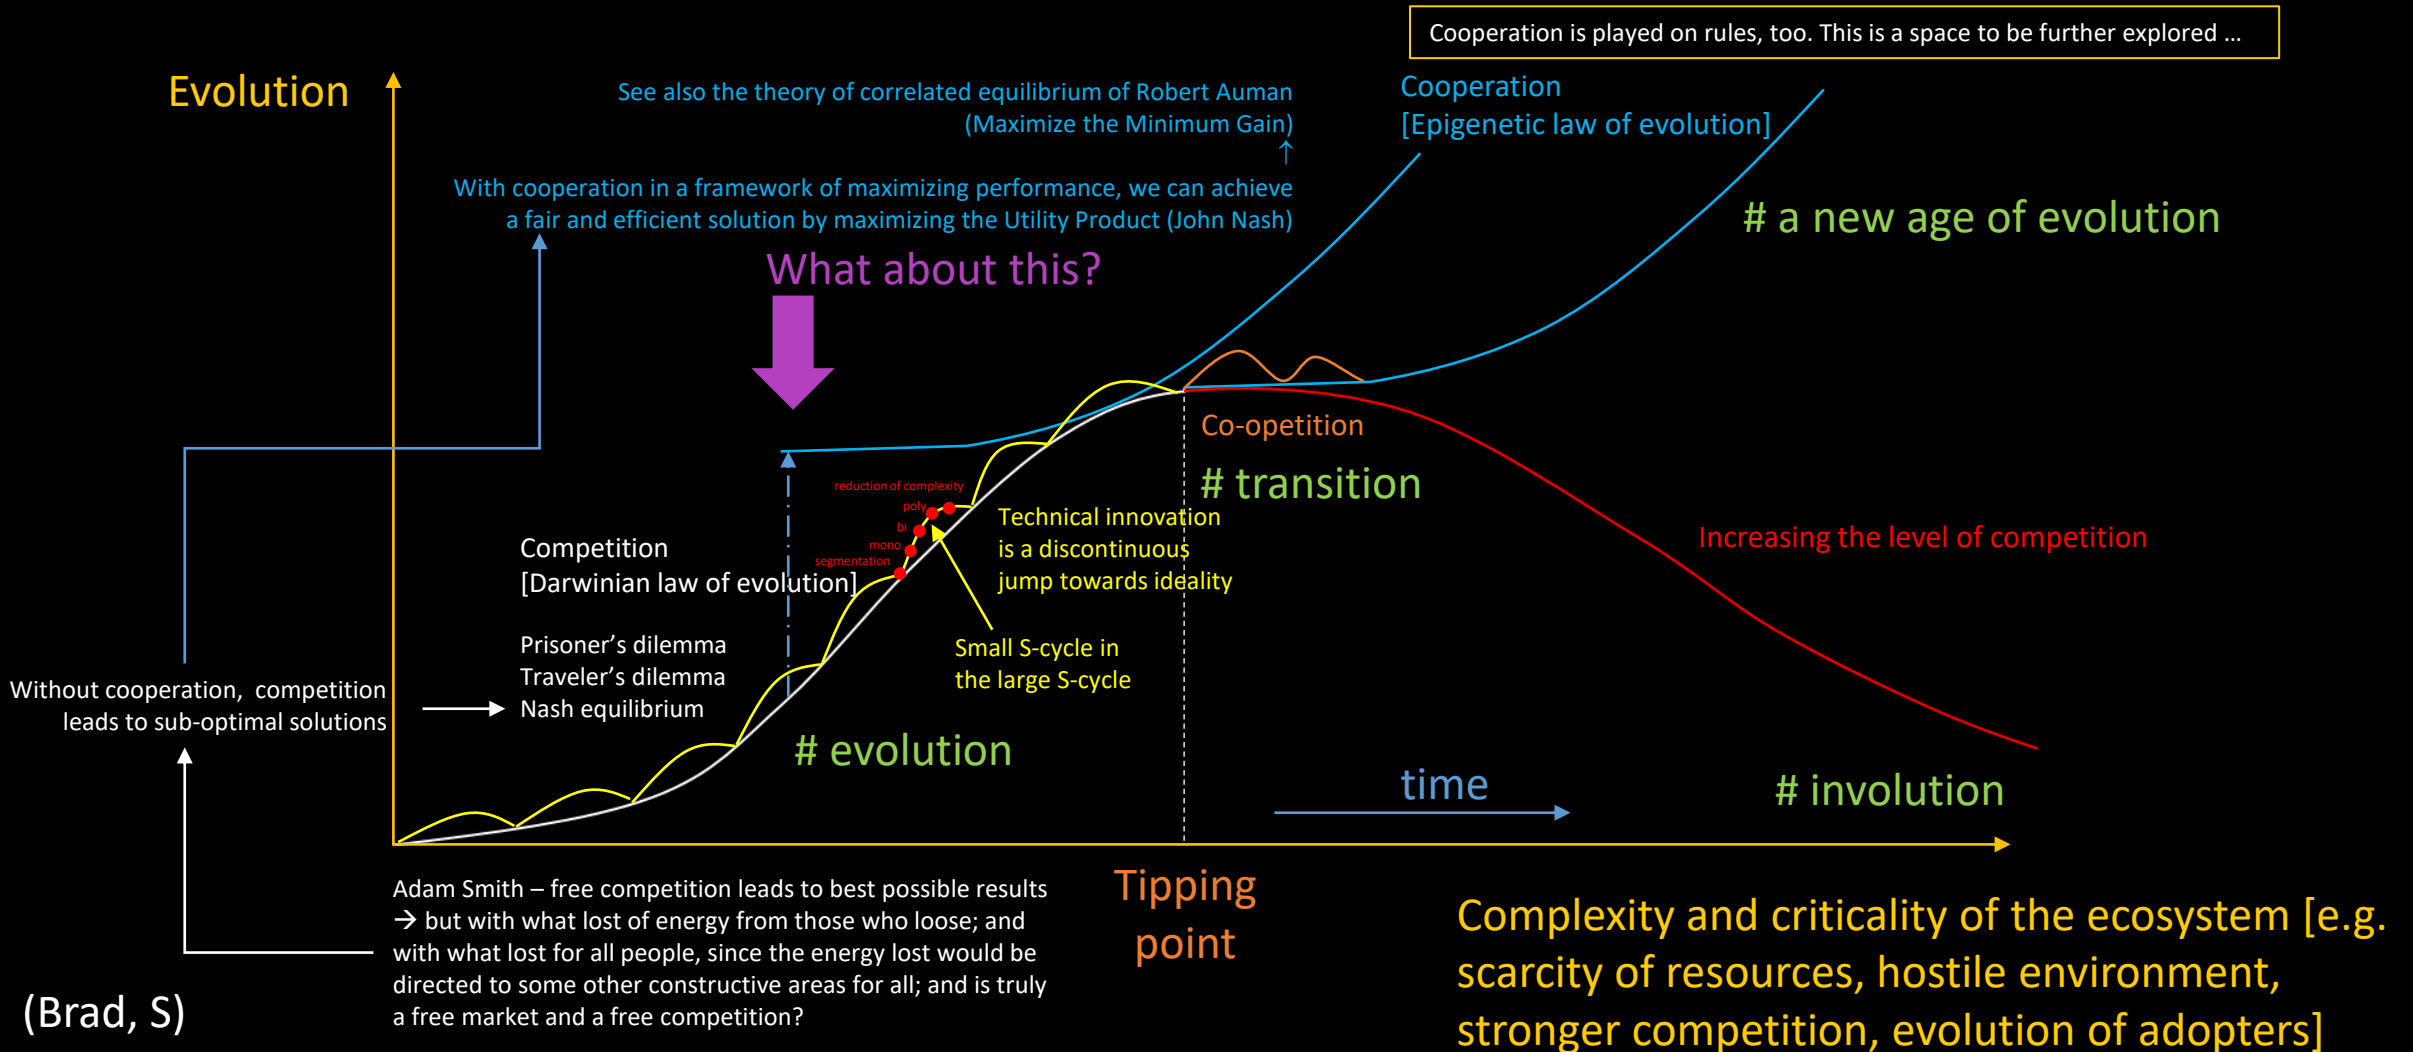 Cooperation is played on rules, too. This is a space to be further explored ...
Evolution
See also the theory of correlated equilibrium of Robert Auman
(Maximize the Minimum Gain)
↑
With cooperation in a framework of maximizing performance, we can achieve
a fair and efficient solution by maximizing the Utility Product (John Nash)
Cooperation
[Epigenetic law of evolution]
# a new age of evolution
What about this?
Co-opetition
# transition
reduction of complexity
poly
bi
mono
segmentation
Technical innovation
is a discontinuous
jump towards ideality
Competition
[Darwinian law of evolution]
Increasing the level of competition
Prisoner’s dilemma
Traveler’s dilemma
Nash equilibrium
Small S-cycle in
the large S-cycle
Without cooperation, competition
leads to sub-optimal solutions
# evolution
time
# involution
Adam Smith – free competition leads to best possible results
→ but with what lost of energy from those who loose; and
with what lost for all people, since the energy lost would be
directed to some other constructive areas for all; and is truly
a free market and a free competition?
Tipping
point
Complexity and criticality of the ecosystem [e.g.
scarcity of resources, hostile environment,
stronger competition, evolution of adopters]
(Brad, S)